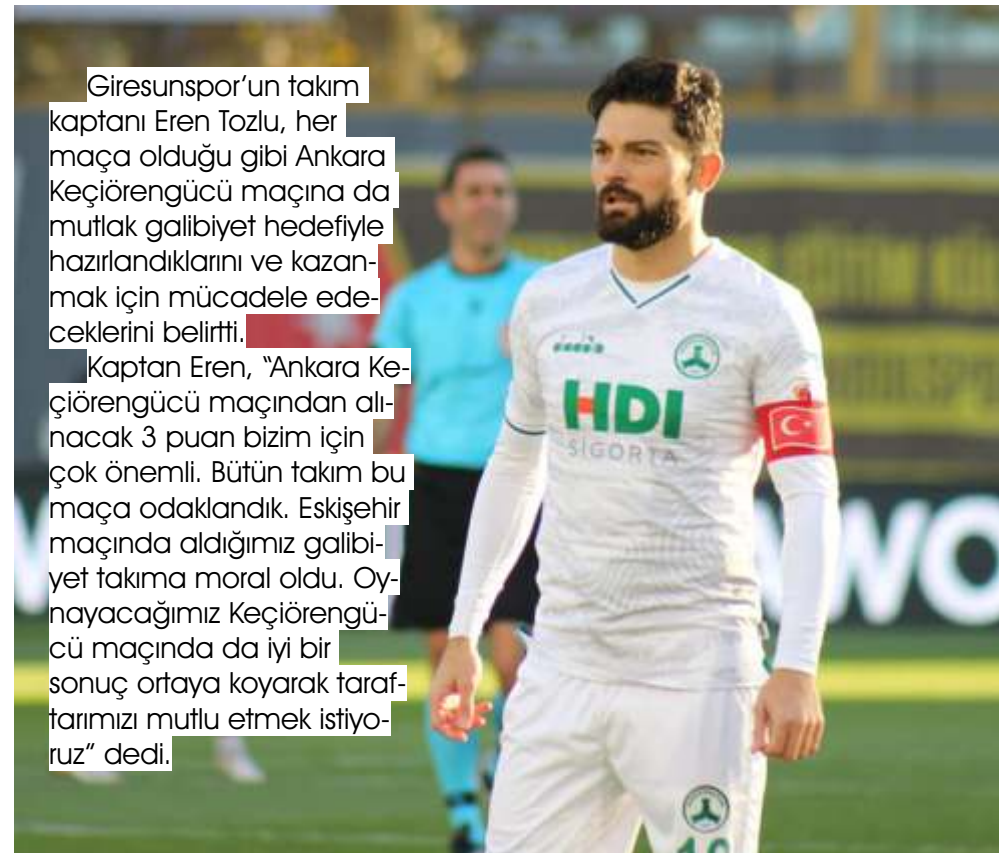 Giresunspor’un takım
kaptanı Eren Tozlu, her
maça olduğu gibi Ankara
Keçiörengücü maçına da
mutlak galibiyet hedefiyle
hazırlandıklarını ve kazan-
mak için mücadele ede-
ceklerini belirtti.
Kaptan Eren, “Ankara Ke-
çiörengücü maçından alı-
nacak 3 puan bizim için
çok önemli. Bütün takım bu
maça odaklandık. Eskişehir
maçında aldığımız galibi-
yet takıma moral oldu. Oy-
nayacağımız Keçiörengü-
cü maçında da iyi bir
sonuç ortaya koyarak taraf-
tarımızı mutlu etmek istiyo-
ruz” dedi.
diadora
HDI
SİGORTA
WO